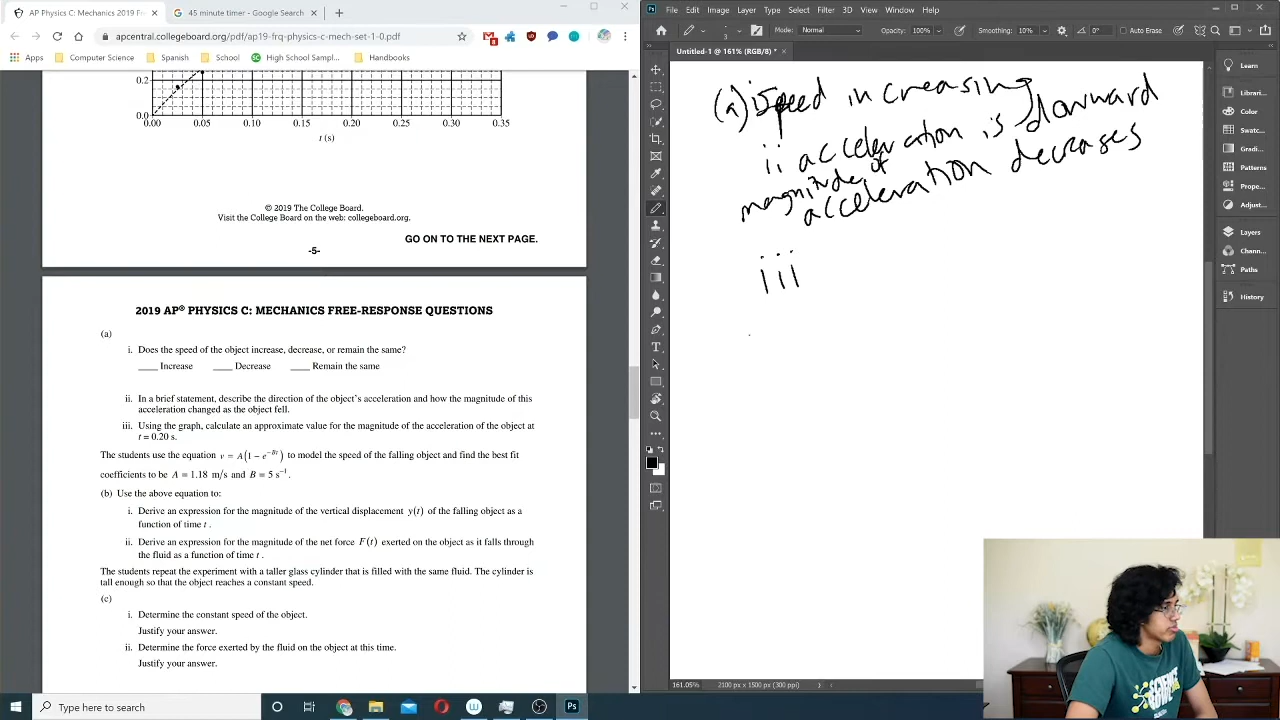 AP Physics C: Mechanics 2019 Fr
45 minute timer - Google Search
apcentral.collegeboard.org/pdf/ap19-frq-physics-c-mech-set-1-0.pdf
Apps
Computer Science
Spanish
School
High School Sampl...
Handbooks
0.2
0.0
0.00 0.05 0.10 0.15 0.20 0.25 0.30 0.35
t (s)
© 2019 The College Board.
Visit the College Board on the web: collegeboard.org.
GO ON TO THE NEXT PAGE.
-5-
2019 AP® PHYSICS C: MECHANICS FREE-RESPONSE QUESTIONS
(a)
i. Does the speed of the object increase, decrease, or remain the same?
____ Increase ____ Decrease ____ Remain the same
ii. In a brief statement, describe the direction of the object's acceleration and how the magnitude of this
acceleration changed as the object fell.
iii. Using the graph, calculate an approximate value for the magnitude of the acceleration of the object at
t = 0.20 s.
The students use the equation v = A(1 − e^−Bt) to model the speed of the falling object and find the best fit
coefficients to be A = 1.18 m/s and B = 5 s⁻¹.
(b) Use the above equation to:
i. Derive an expression for the magnitude of the vertical displacement y(t) of the falling object as a
function of time t .
ii. Derive an expression for the magnitude of the net force F(t) exerted on the object as it falls through
the fluid as a function of time t .
The students repeat the experiment with a taller glass cylinder that is filled with the same fluid. The cylinder is
tall enough so that the object reaches a constant speed.
(c)
i. Determine the constant speed of the object.
Justify your answer.
ii. Determine the force exerted by the fluid on the object at this time.
Justify your answer.
Type here to search
File Edit Image Layer Type Select Filter 3D View Window Help
Mode: Normal
Opacity: 100%
Smoothing: 10%
0°
Auto Erase
Untitled-1 @ 161% (RGB/8) *
(a) i speed increasing
ii acceleration is downward
magnitude of
acceleration decreases
iii
Learn
Librari...
Color
Swatc...
Gradi...
Patterns
Prope...
Adjust...
Layers
Chann...
Paths
History
161.05%
2100 px x 1500 px (300 ppi)